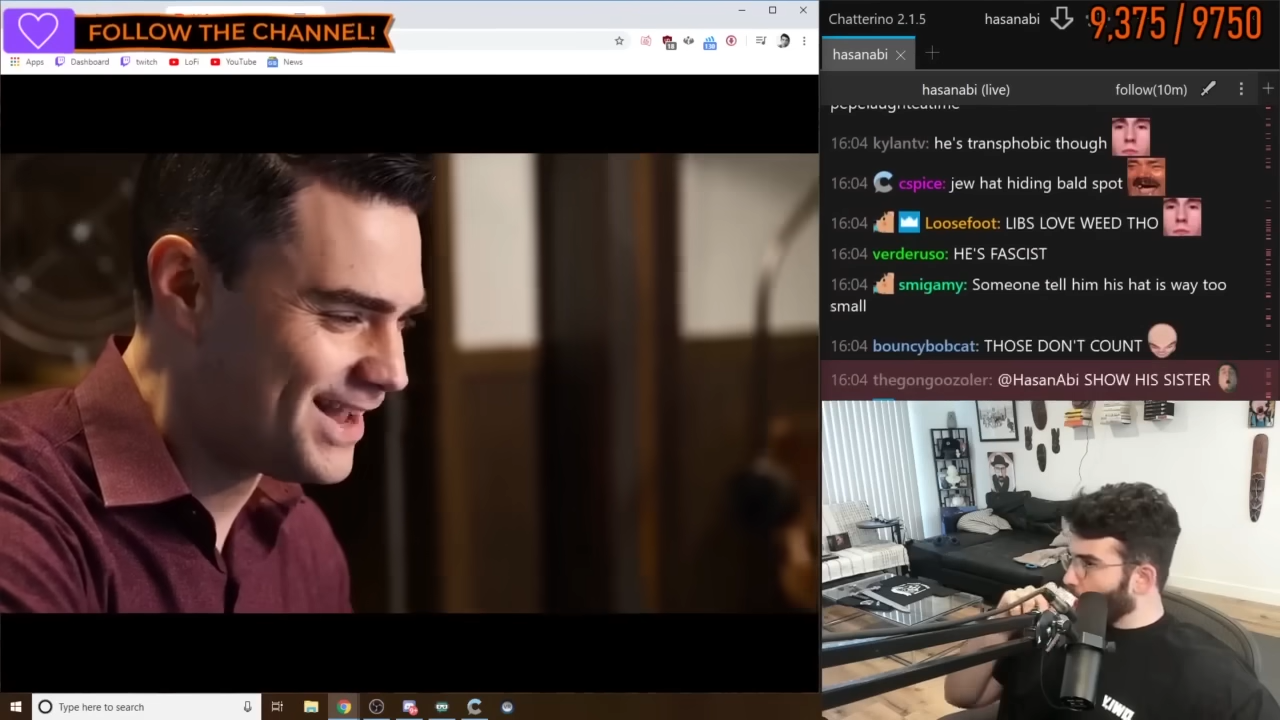 FOLLOW THE CHANNEL!
Apps
Dashboard
twitch
LoFi
YouTube
News
18
130
Chatterino 2.1.5
hasanabi
9,375 / 9750
hasanabi
hasanabi (live)
follow(10m)
pepelaughteatime
16:04 kylantv: he's transphobic though
16:04 cspice: jew hat hiding bald spot
16:04 Loosefoot: LIBS LOVE WEED THO
16:04 verderuso: HE'S FASCIST
16:04 smigamy: Someone tell him his hat is way too
small
16:04 bouncybobcat: THOSE DON'T COUNT
16:04 thegongoozoler: @HasanAbi SHOW HIS SISTER
Type here to search